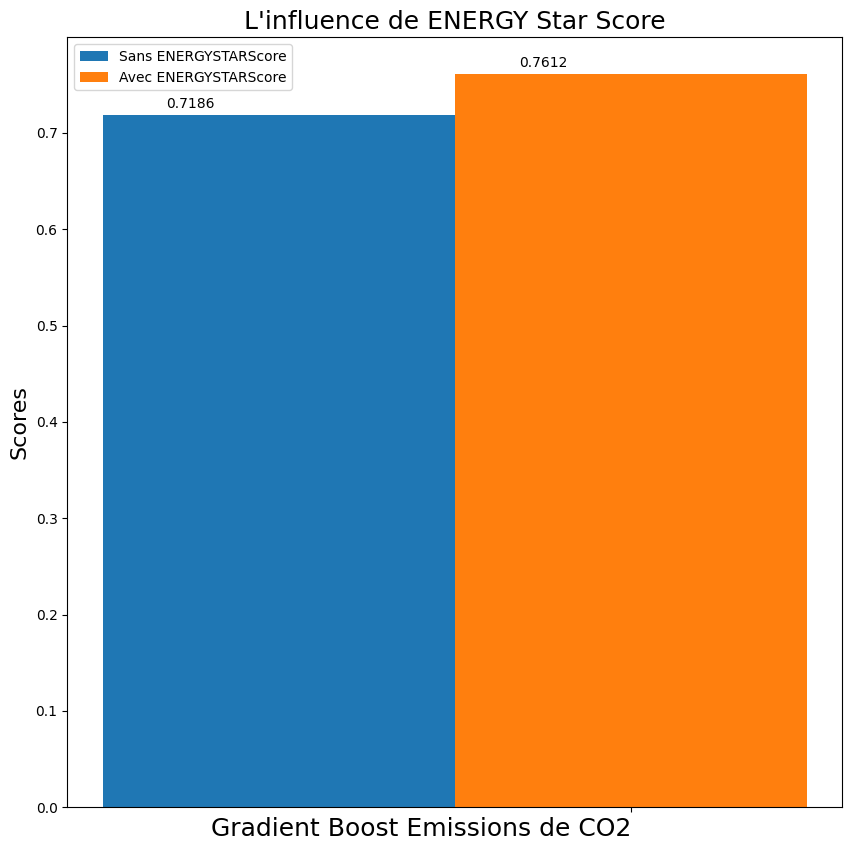 L'influence de ENERGY Star Score
Sans ENERGYSTARScore
Avec ENERGYSTARScore
0.7612
0.7186
0.7
0.6
0.5
0.4
0.3
0.2
0.1
0.0
Scores
Gradient Boost Emissions de CO2